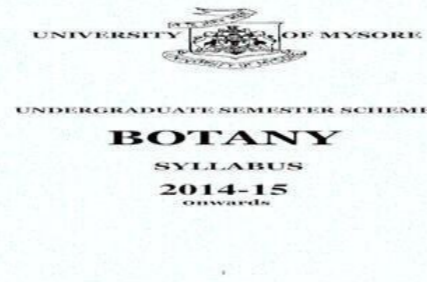 UNIVERSITY OF MYSORE
UNDERGRADUATE SEMESTER SCHEME
BOTANY
SYLLABUS
2014-15
onwards